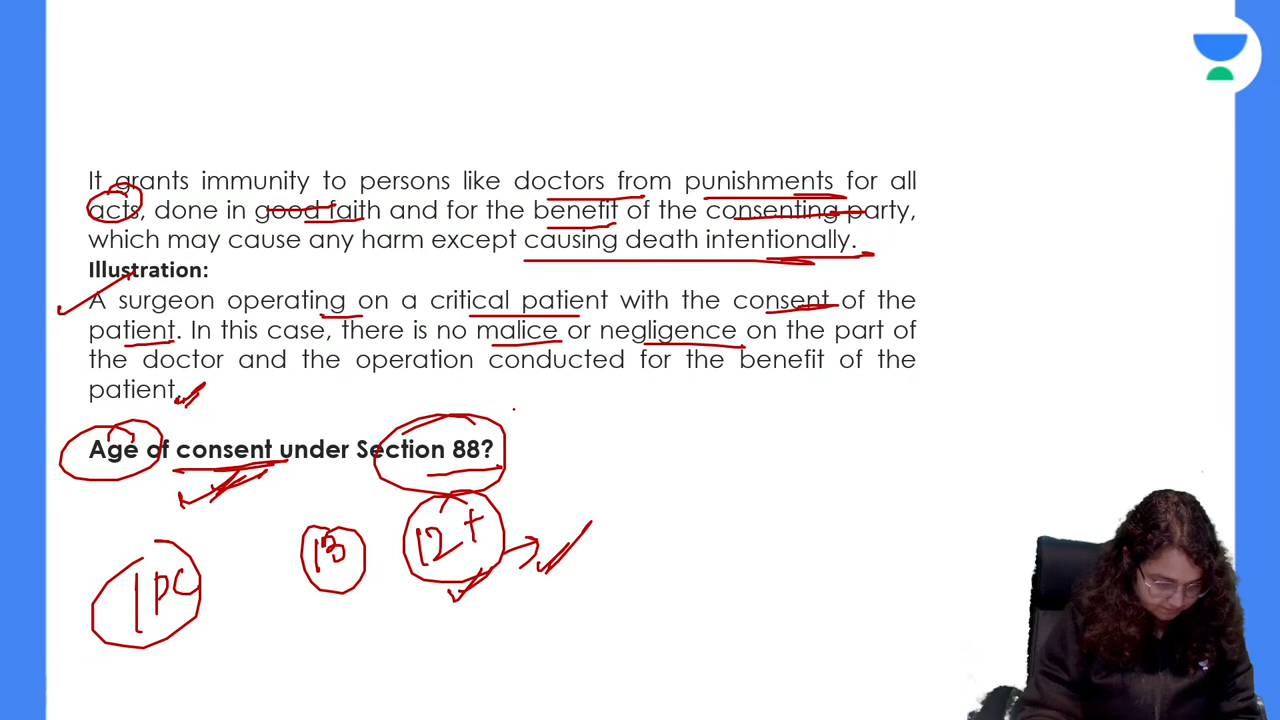 It grants immunity to persons like doctors from punishments for all
acts, done in good faith and for the benefit of the consenting party,
which may cause any harm except causing death intentionally.
Illustration:
A surgeon operating on a critical patient with the consent of the
patient. In this case, there is no malice or negligence on the part of
the doctor and the operation conducted for the benefit of the
patient.
Age of consent under Section 88?
13 12+
IPC